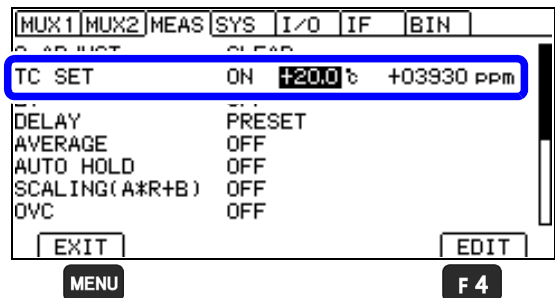 MUX1 MUX2 MEAS SYS I/O IF BIN
TC SET ON +20.0 ℃ +03930 ppm
DELAY PRESET
AVERAGE OFF
AUTO HOLD OFF
SCALING(A*R+B) OFF
OVC OFF
EXIT EDIT
MENU F 4